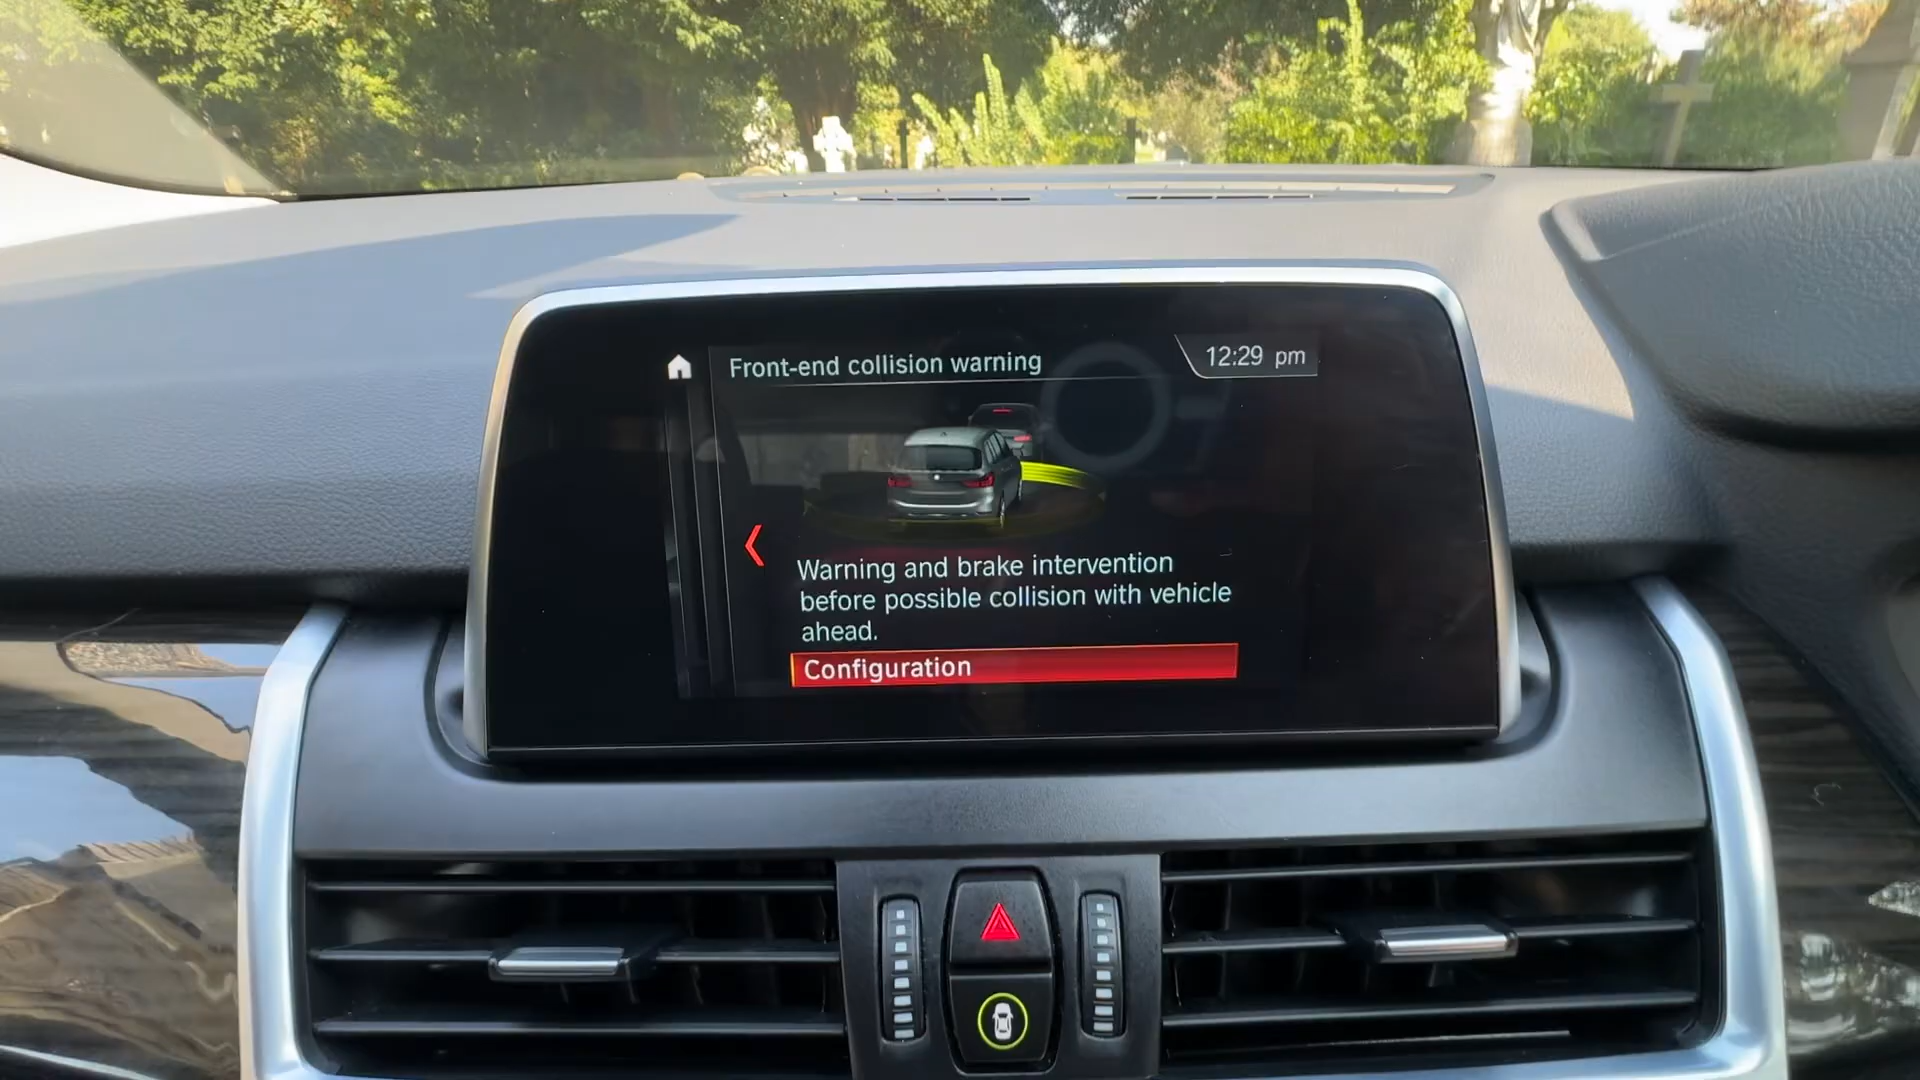 Front-end collision warning
12:29 pm
Warning and brake intervention
before possible collision with vehicle
ahead.
Configuration